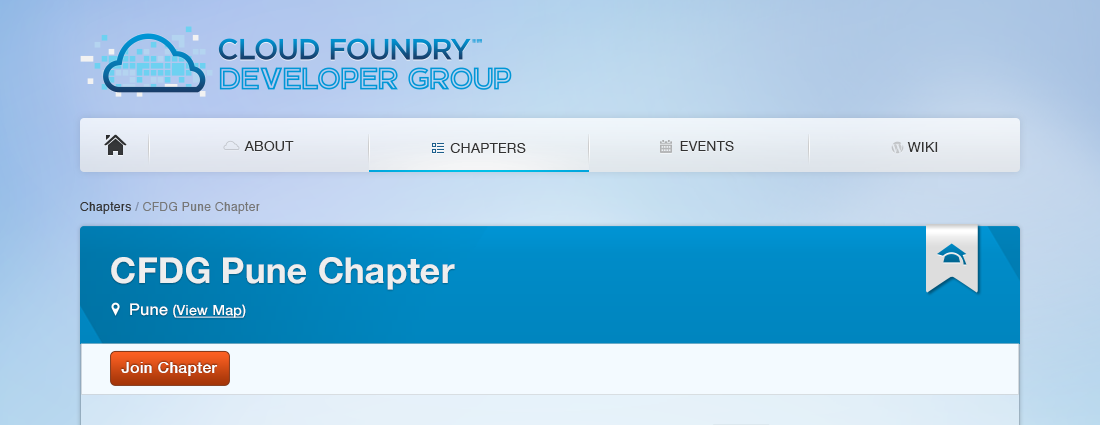 CLOUD FOUNDRY™
DEVELOPER GROUP
ABOUT CHAPTERS EVENTS WIKI
Chapters / CFDG Pune Chapter
CFDG Pune Chapter
Pune (View Map)
Join Chapter